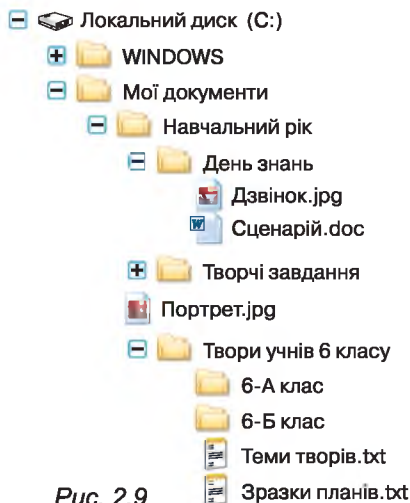 Локальний диск (C:)
WINDOWS
Мої документи
Навчальний рік
День знань
Дзвінок.jpg
Сценарій.doc
Творчі завдання
Портрет.jpg
Твори учнів 6 класу
6-А клас
6-Б клас
Теми творів.txt
Зразки планів.txt
Рис. 2.9